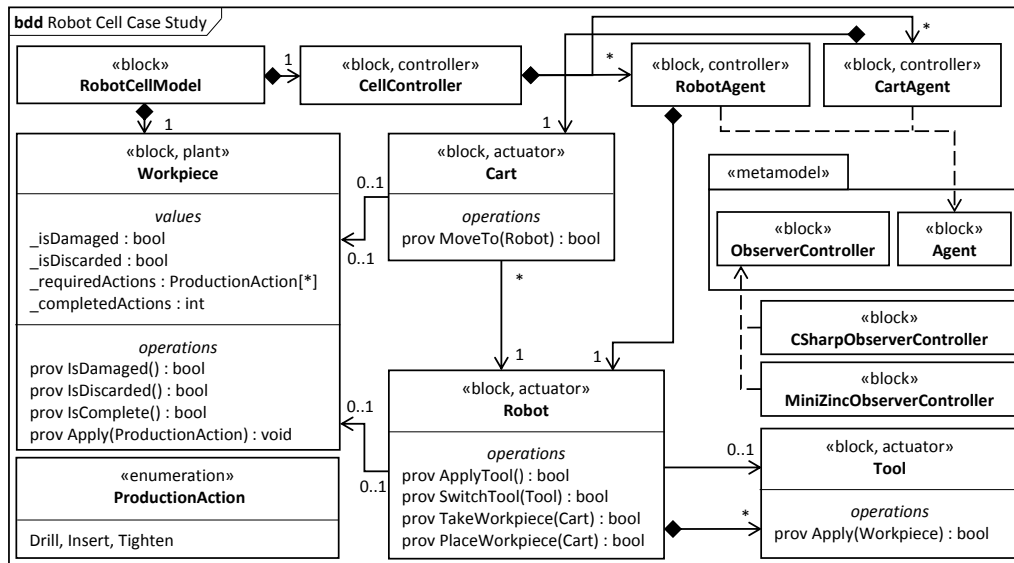 bdd Robot Cell Case Study
«block»
RobotCellModel
1
«block, controller»
CellController
*
«block, controller»
RobotAgent
*
«block, controller»
CartAgent
1
«block, plant»
Workpiece
values
_isDamaged : bool
_isDiscarded : bool
_requiredActions : ProductionAction[*]
_completedActions : int
operations
prov IsDamaged() : bool
prov IsDiscarded() : bool
prov IsComplete() : bool
prov Apply(ProductionAction) : void
«enumeration»
ProductionAction
Drill, Insert, Tighten
1
«block, actuator»
Cart
operations
prov MoveTo(Robot) : bool
0..1
0..1
*
1
1
«block, actuator»
Robot
operations
prov ApplyTool() : bool
prov SwitchTool(Tool) : bool
prov TakeWorkpiece(Cart) : bool
prov PlaceWorkpiece(Cart) : bool
0..1
0..1
«metamodel»
«block»
ObserverController
«block»
Agent
«block»
CSharpObserverController
«block»
MiniZincObserverController
0..1
*
«block, actuator»
Tool
operations
prov Apply(Workpiece) : bool